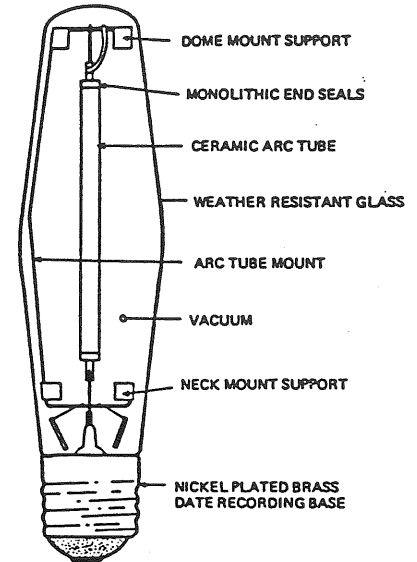 DOME MOUNT SUPPORT
MONOLITHIC END SEALS
CERAMIC ARC TUBE
WEATHER RESISTANT GLASS
ARC TUBE MOUNT
VACUUM
NECK MOUNT SUPPORT
NICKEL PLATED BRASS
DATE RECORDING BASE